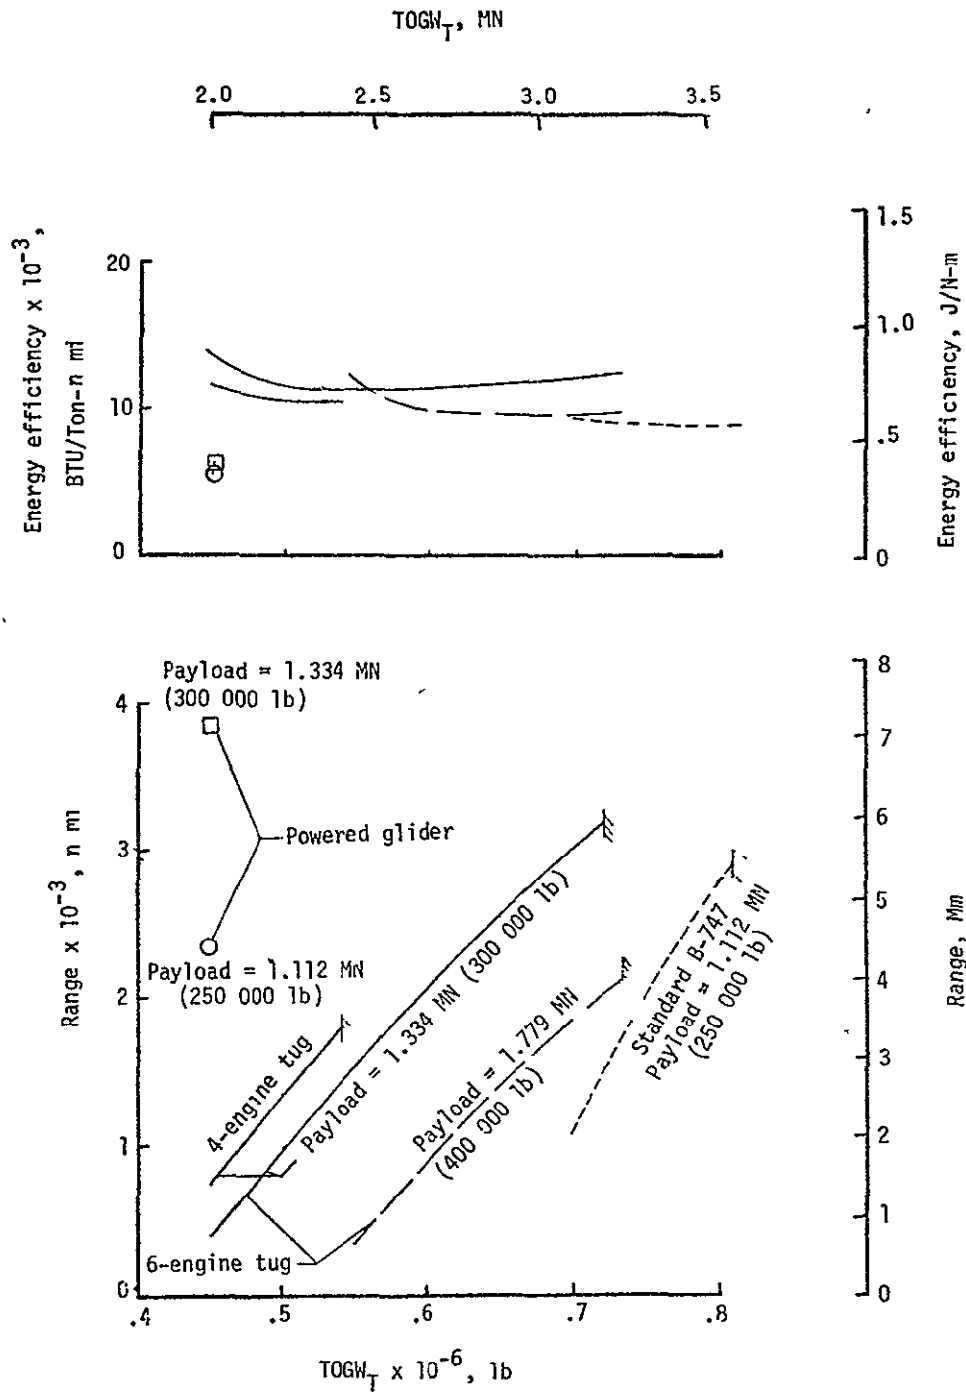 TOGW_T, MN
2.0 2.5 3.0 3.5
Energy efficiency x 10^-3,
BTU/Ton-n mi
20
10
0
1.5
1.0
.5
0
Energy efficiency, J/N-m
Payload = 1.334 MN
(300 000 lb)
Powered glider
Payload = 1.112 MN
(250 000 lb)
4-engine tug
Payload = 1.334 MN (300 000 lb)
6-engine tug
Payload = 1.779 MN
(400 000 lb)
Standard B-747
Payload = 1.112 MN
(250 000 lb)
Range x 10^-3, n mi
4
3
2
1
0
8
7
6
5
4
3
2
1
0
Range, Mm
.4 .5 .6 .7 .8
TOGW_T x 10^-6, lb